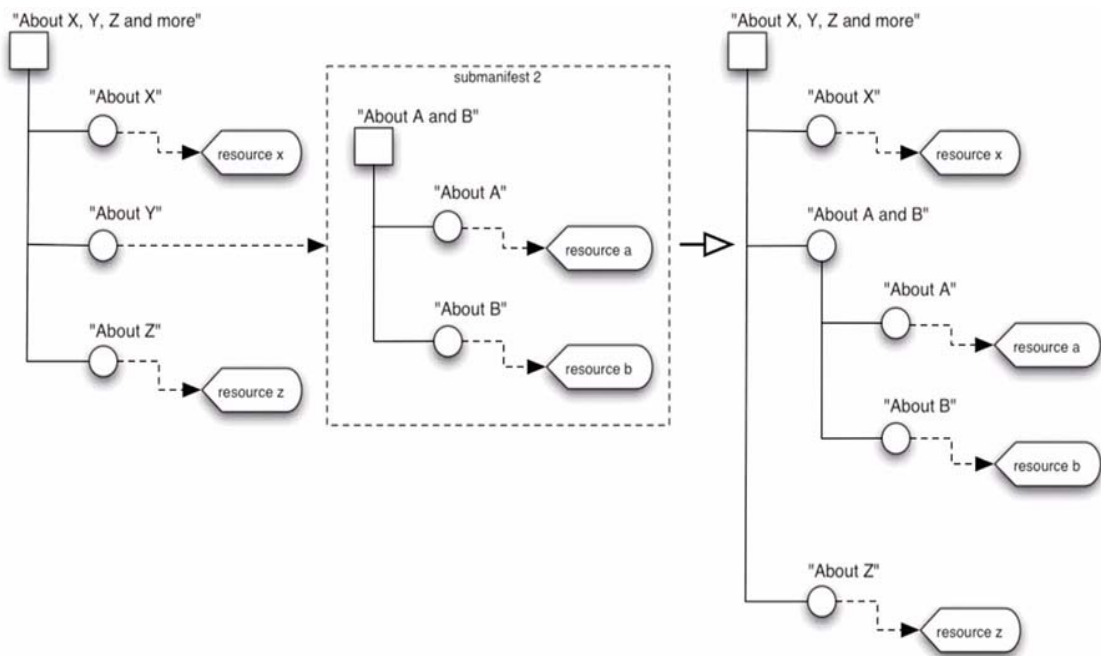 "About X, Y, Z and more"
"About X"
resource x
"About Y"
"About Z"
resource z
submanifest 2
"About A and B"
"About A"
resource a
"About B"
resource b
"About X, Y, Z and more"
"About X"
resource x
"About A and B"
"About A"
resource a
"About B"
resource b
"About Z"
resource z